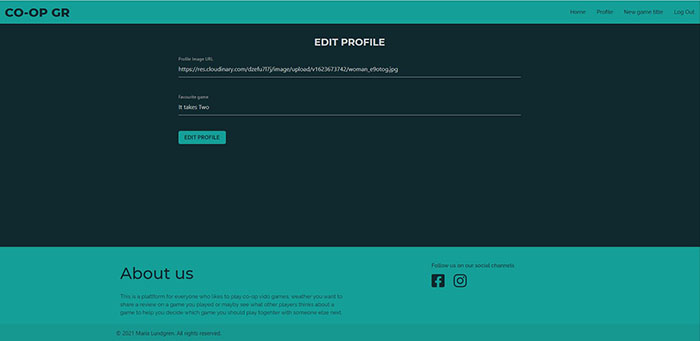 CO-OP GR
Home Profile New game title Log Out
EDIT PROFILE
Profile Image URL
https://res.cloudinary.com/dzefu7l7j/image/upload/v1623673742/woman_e9otog.jpg
Favourite game
It takes Two
EDIT PROFILE
About us
Follow us on our social channels
This is a plattform for everyone who likes to play co-op vido games, weather you want to
share a review on a game you played or mayby see what other players thinks about a
game to help you decide which game you should play together with someone else next.
© 2021 Maria Lundgren. All rights reserved.